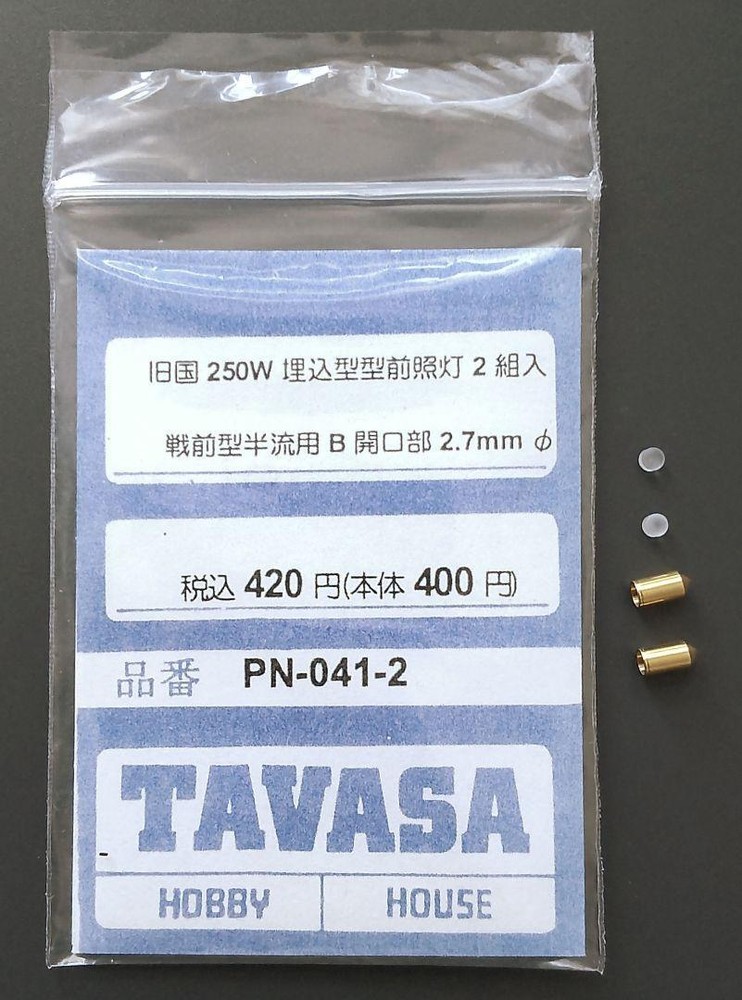 旧国 250W 埋込型型前照灯 2 組入
戦前型半流用 B 開口部 2.7mm φ
税込 420 円(本体 400 円)
品番 PN-041-2
TAVASA
HOBBY HOUSE